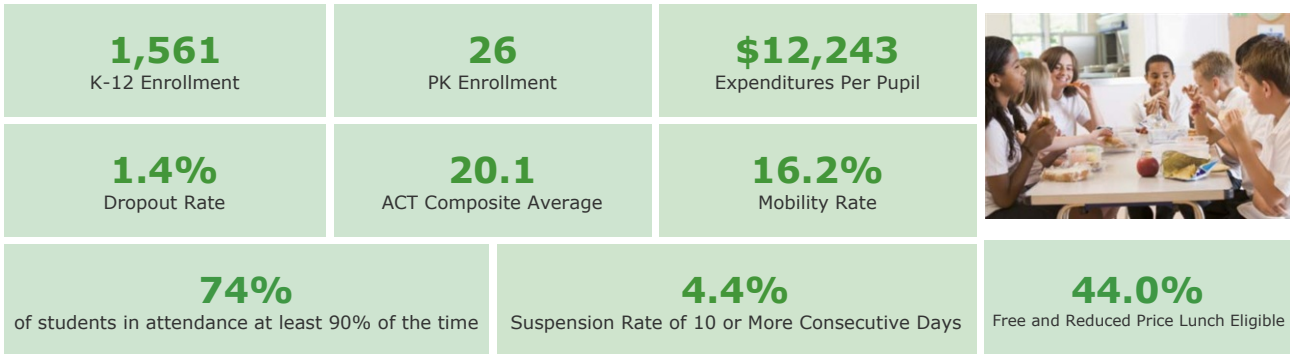 1,561
K-12 Enrollment
26
PK Enrollment
$12,243
Expenditures Per Pupil
1.4%
Dropout Rate
20.1
ACT Composite Average
16.2%
Mobility Rate
74%
of students in attendance at least 90% of the time
4.4%
Suspension Rate of 10 or More Consecutive Days
44.0%
Free and Reduced Price Lunch Eligible